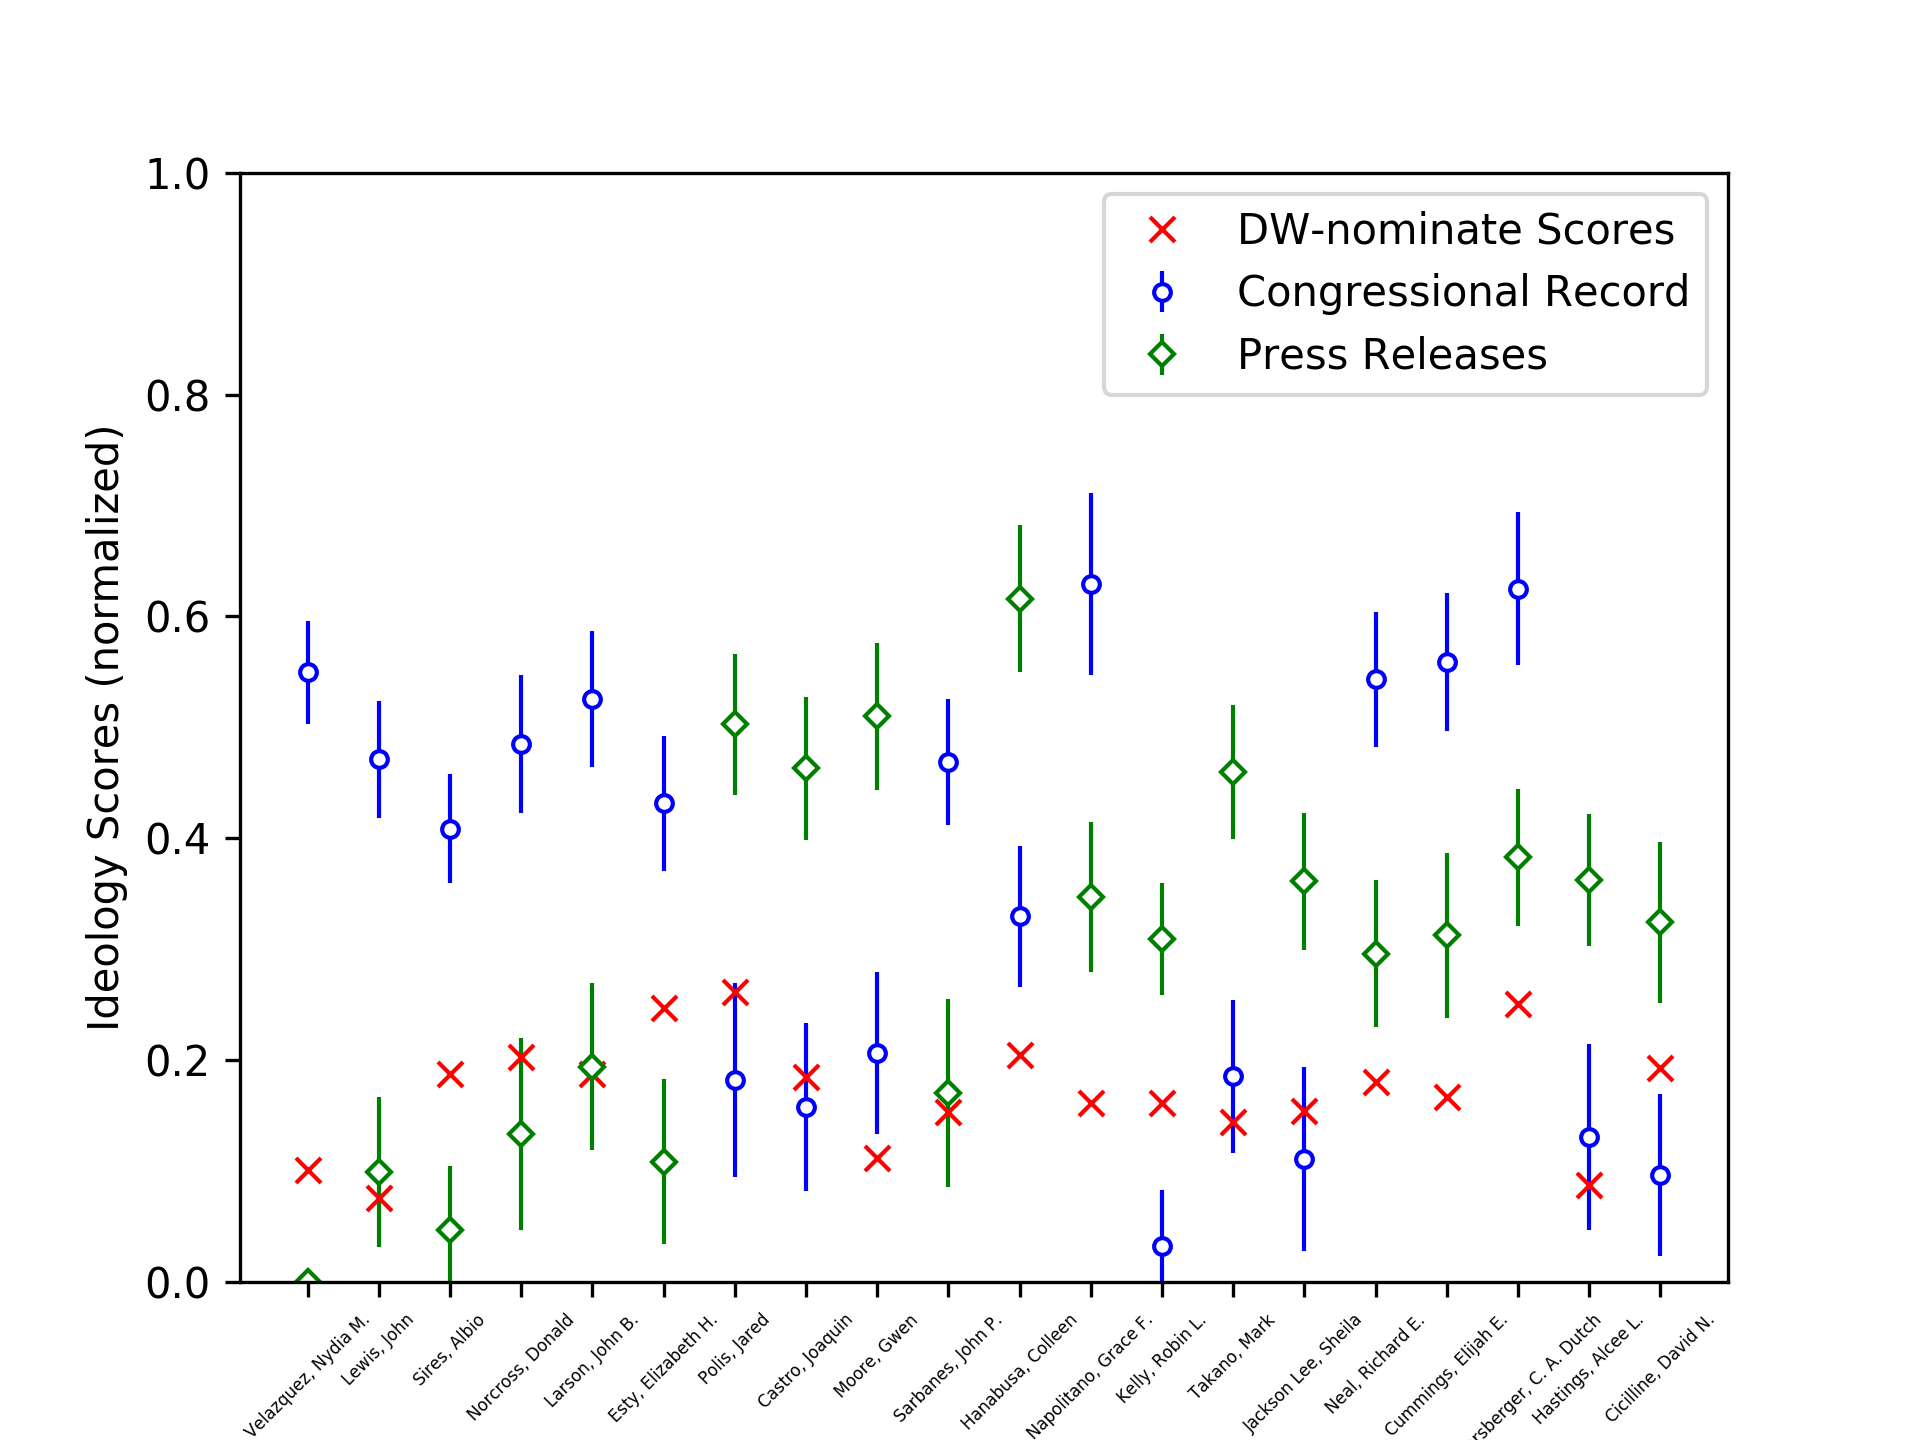 1.0
0.8
0.6
0.4
0.2
0.0
Ideology Scores (normalized)
DW-nominate Scores
Congressional Record
Press Releases
Velazquez, Nydia M.
Lewis, John
Sires, Albio
Norcross, Donald
Larson, John B.
Esty, Elizabeth H.
Polis, Jared
Castro, Joaquin
Moore, Gwen
Sarbanes, John P.
Hanabusa, Colleen
Napolitano, Grace F.
Kelly, Robin L.
Takano, Mark
Jackson Lee, Sheila
Neal, Richard E.
Cummings, Elijah E.
rsberger, C. A. Dutch
Hastings, Alcee L.
Cicilline, David N.